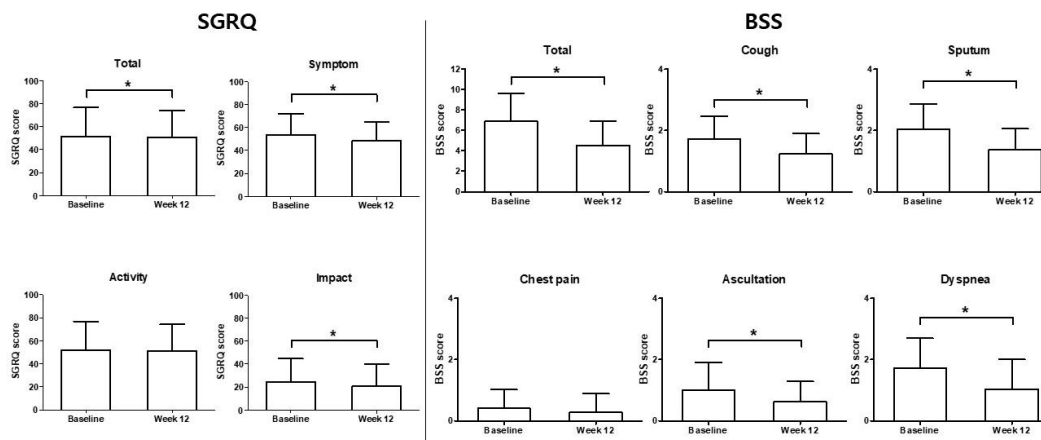 SGRQ
BSS
Total
SGRQ score
100
80
60
40
20
0
*
Baseline
Week 12
Symptom
SGRQ score
100
80
60
40
20
0
*
Baseline
Week 12
Total
BSS score
12
10
8
6
4
2
0
*
Baseline
Week 12
Cough
BSS score
4
2
0
*
Baseline
Week 12
Sputum
BSS score
4
2
0
*
Baseline
Week 12
Activity
SGRQ score
100
80
60
40
20
0
Baseline
Week 12
Impact
SGRQ score
100
80
60
40
20
0
*
Baseline
Week 12
Chest pain
BSS score
4
2
0
Baseline
Week 12
Ascultation
BSS score
4
2
0
*
Baseline
Week 12
Dyspnea
BSS score
4
2
0
*
Baseline
Week 12